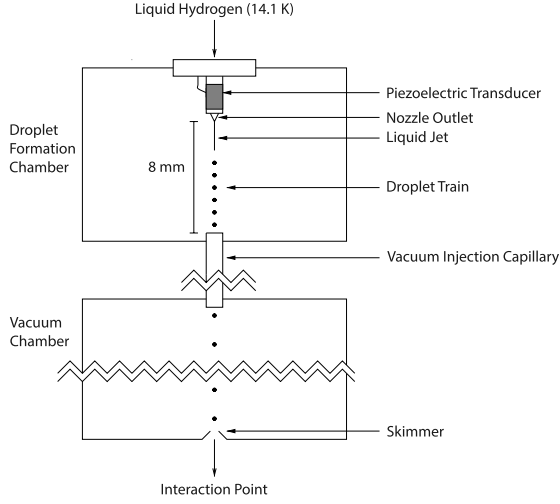 Liquid Hydrogen (14.1 K)
Piezoelectric Transducer
Nozzle Outlet
Liquid Jet
Droplet
Formation
Chamber
8 mm
Droplet Train
Vacuum Injection Capillary
Vacuum
Chamber
Skimmer
Interaction Point